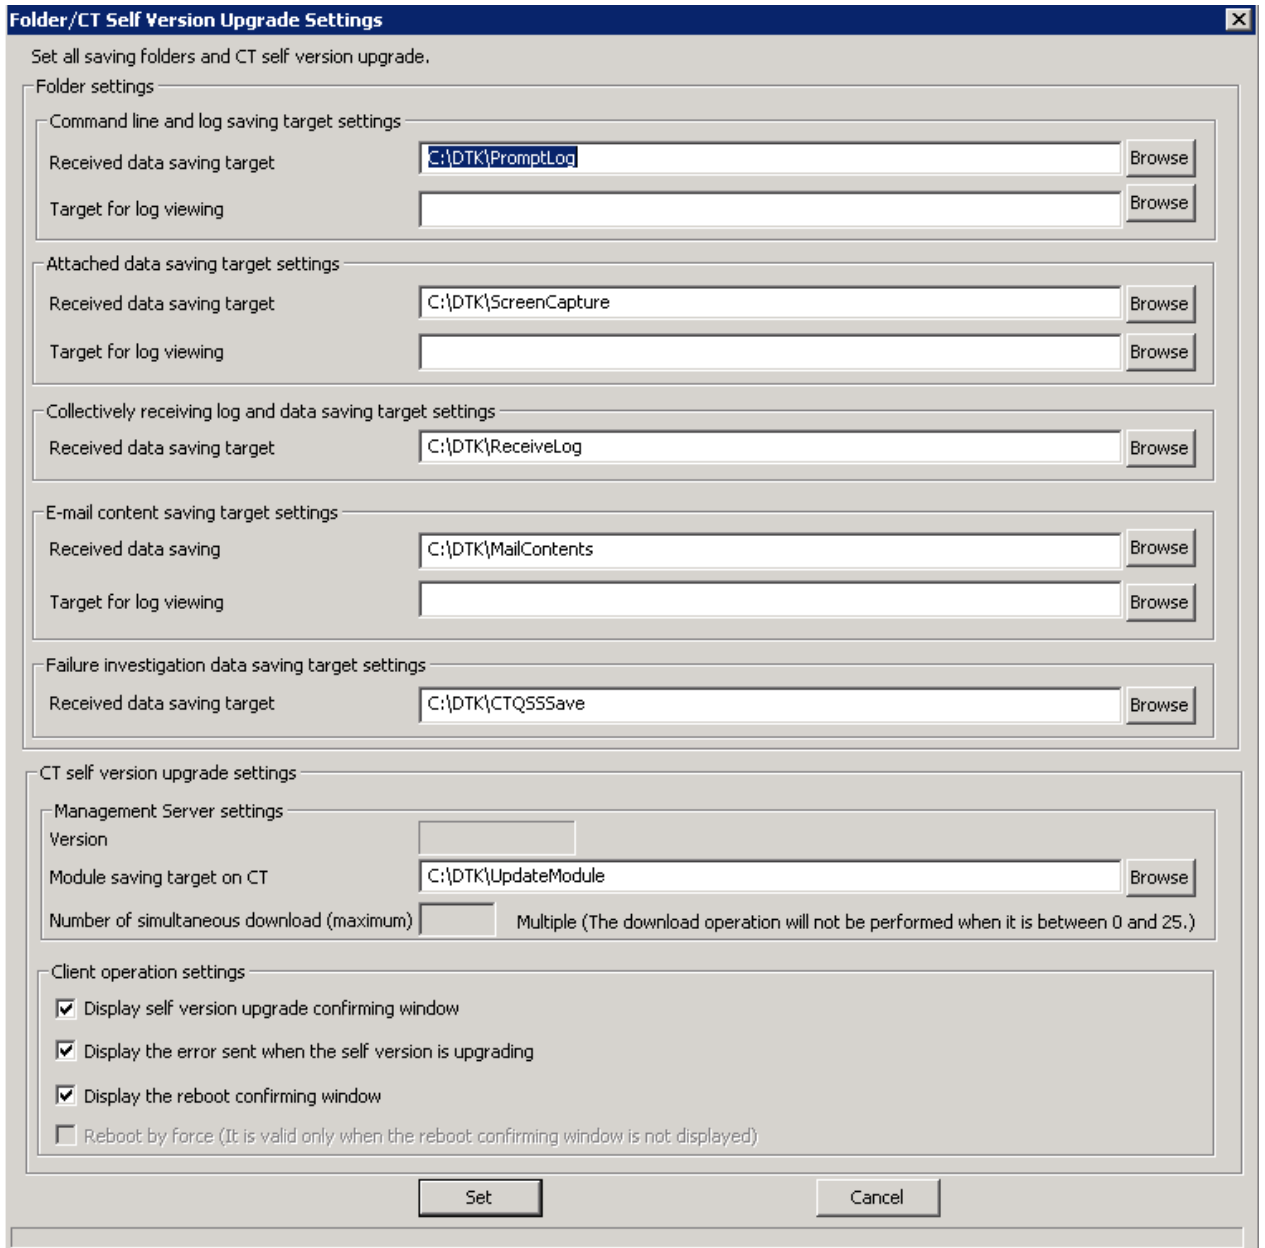 Folder/CT Self Version Upgrade Settings
Set all saving folders and CT self version upgrade.
Folder settings
Command line and log saving target settings
Received data saving target C:\DTK\PromptLog Browse
Target for log viewing Browse
Attached data saving target settings
Received data saving target C:\DTK\ScreenCapture Browse
Target for log viewing Browse
Collectively receiving log and data saving target settings
Received data saving target C:\DTK\ReceiveLog Browse
E-mail content saving target settings
Received data saving C:\DTK\MailContents Browse
Target for log viewing Browse
Failure investigation data saving target settings
Received data saving target C:\DTK\CTQSSSave Browse
CT self version upgrade settings
Management Server settings
Version
Module saving target on CT C:\DTK\UpdateModule Browse
Number of simultaneous download (maximum) Multiple (The download operation will not be performed when it is between 0 and 25.)
Client operation settings
Display self version upgrade confirming window
Display the error sent when the self version is upgrading
Display the reboot confirming window
Reboot by force (It is valid only when the reboot confirming window is not displayed)
Set Cancel